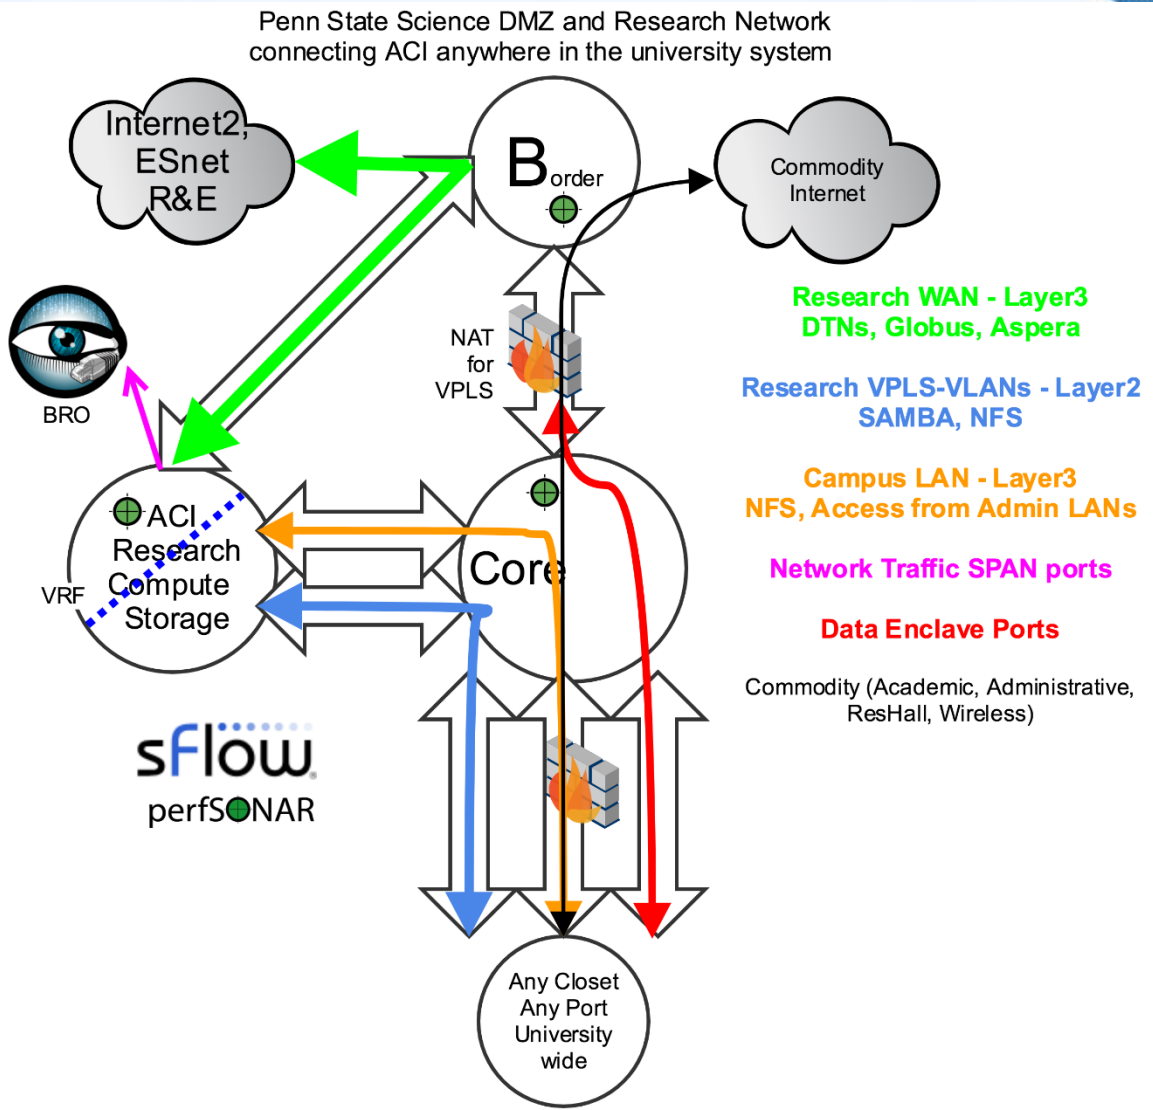 Penn State Science DMZ and Research Network
connecting ACI anywhere in the university system
Internet2,
ESnet
R&E
Border
Commodity
Internet
NAT
for
VPLS
BRO
Research WAN - Layer3
DTNs, Globus, Aspera
Research VPLS-VLANs - Layer2
SAMBA, NFS
Campus LAN - Layer3
NFS, Access from Admin LANs
Network Traffic SPAN ports
Data Enclave Ports
Commodity (Academic, Administrative,
ResHall, Wireless)
ACI
Research
Compute
Storage
VRF
Core
sFlow
perfSONAR
Any Closet
Any Port
University
wide